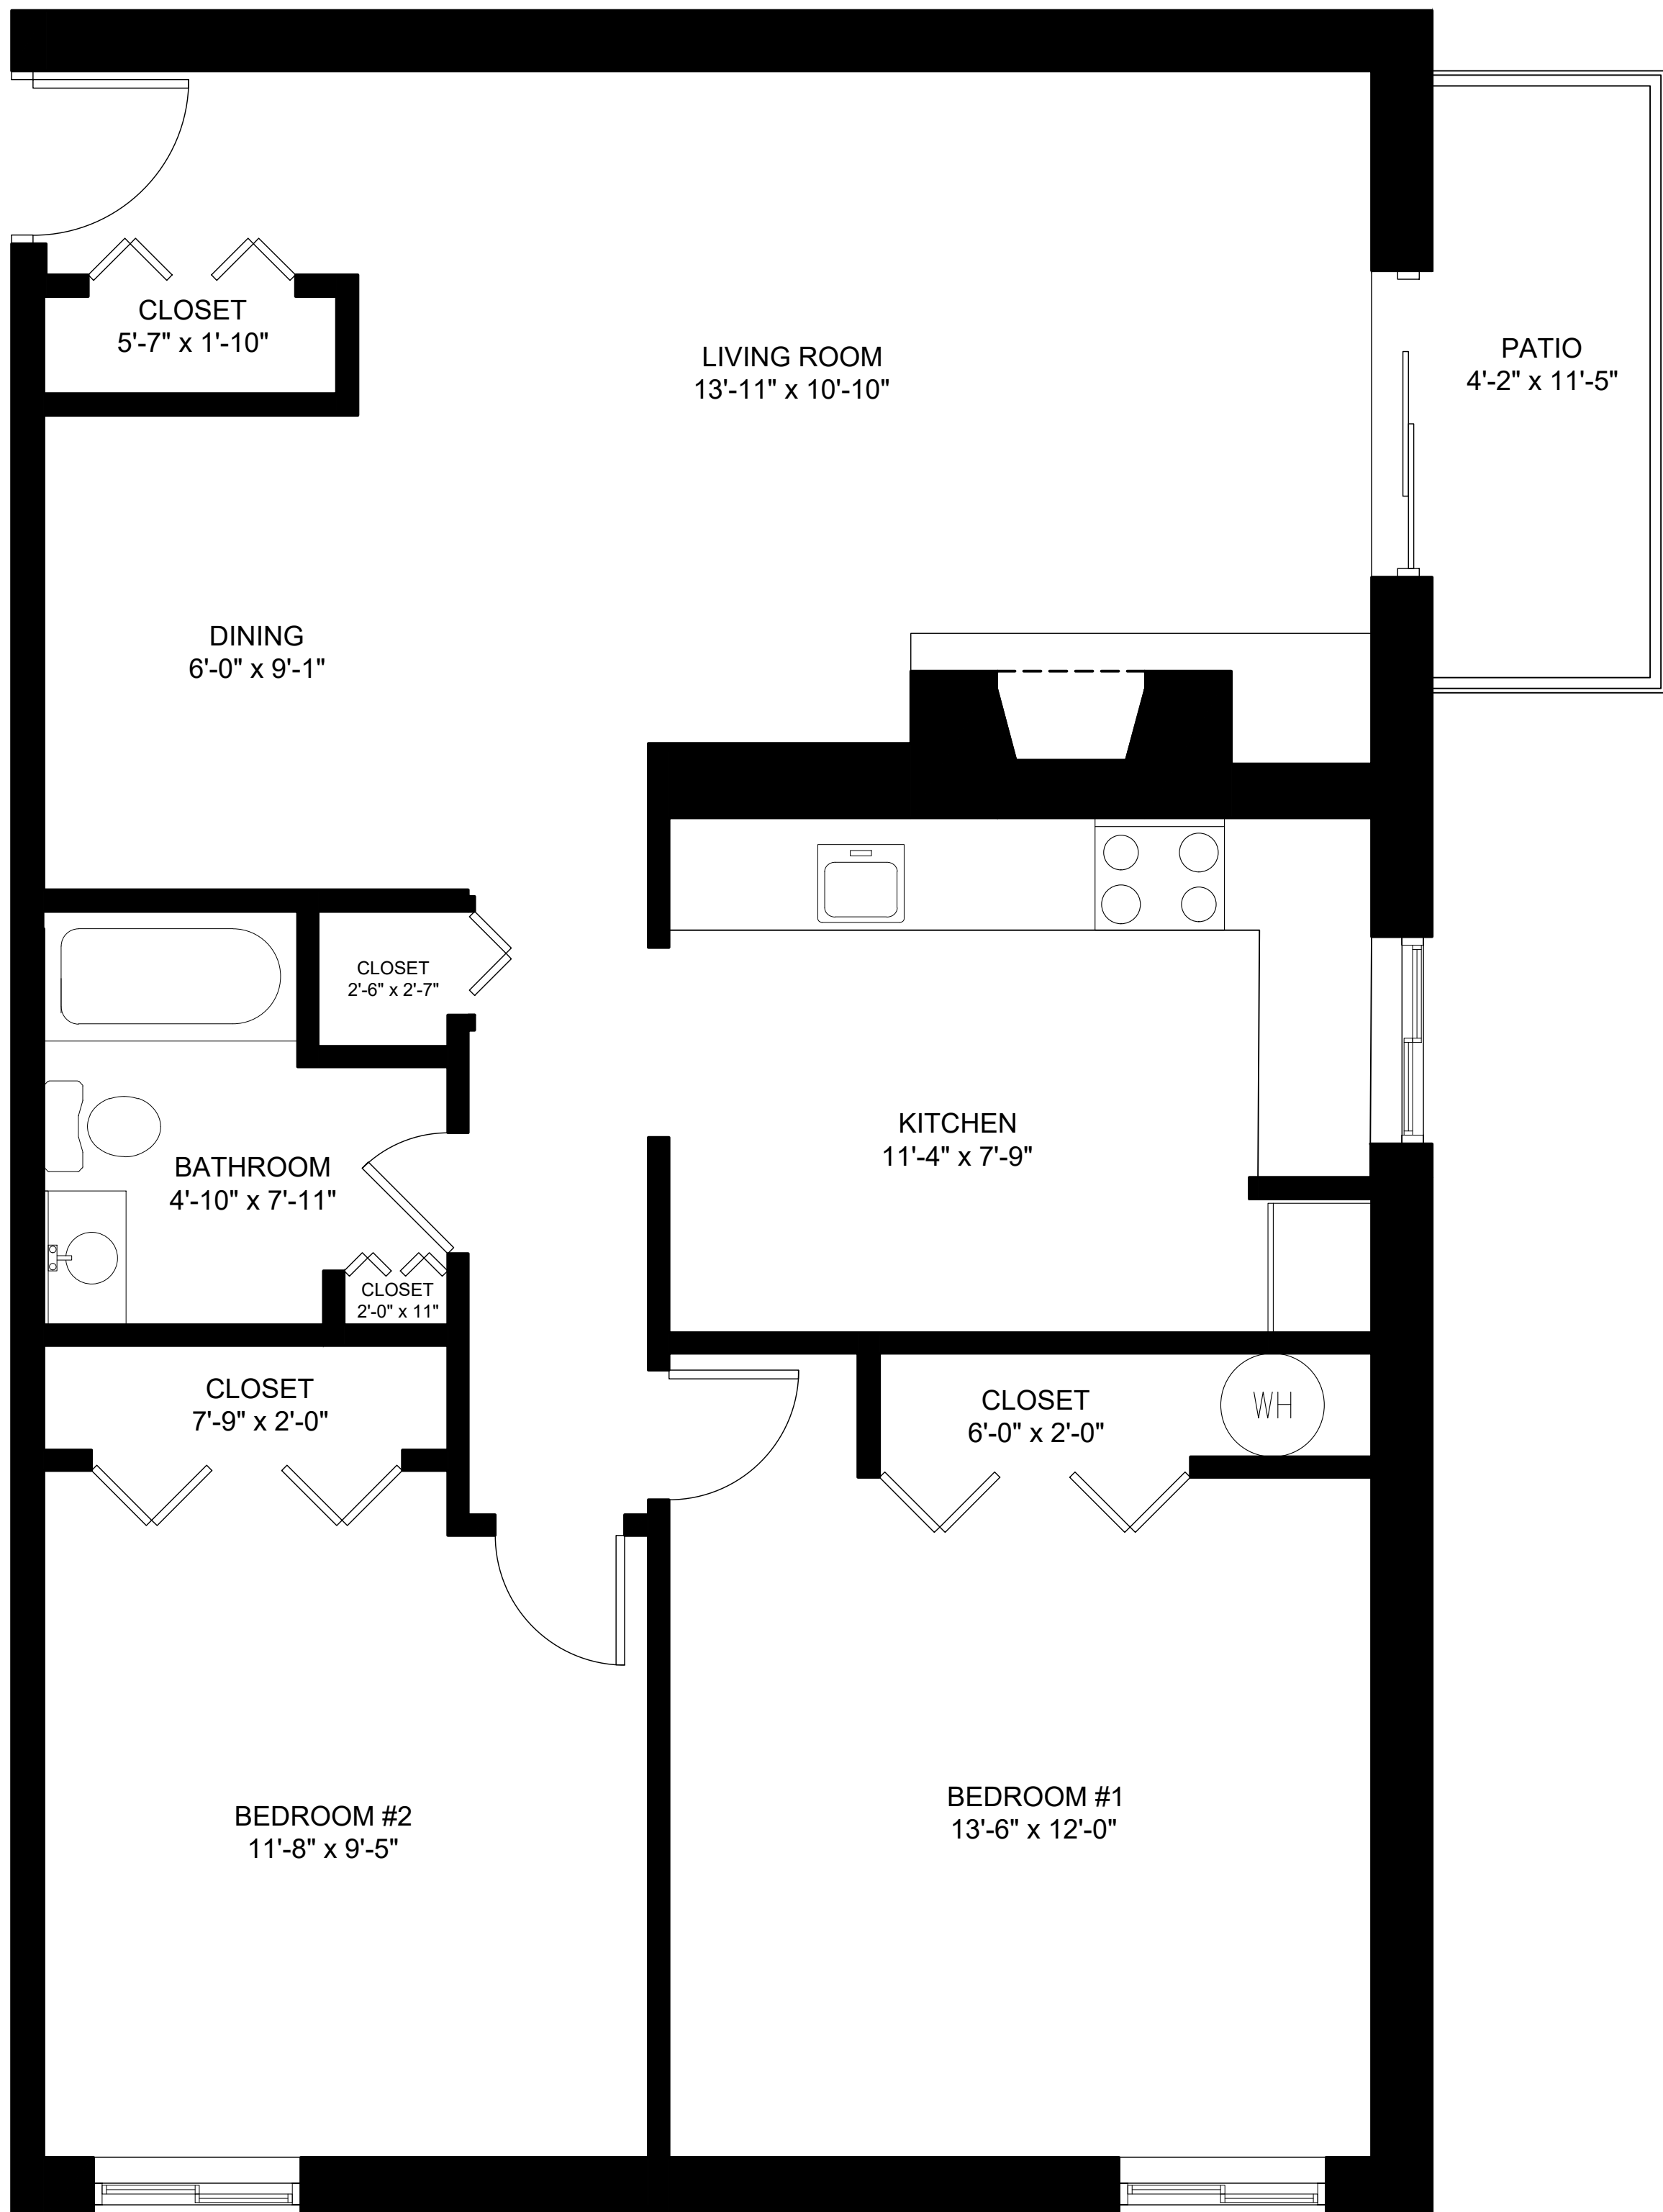 CLOSET
5'-7" x 1'-10"
LIVING ROOM
13'-11" x 10'-10"
PATIO
4'-2" x 11'-5"
DINING
6'-0" x 9'-1"
CLOSET
2'-6" x 2'-7"
KITCHEN
11'-4" x 7'-9"
BATHROOM
4'-10" x 7'-11"
CLOSET
2'-0" x 11"
CLOSET
7'-9" x 2'-0"
CLOSET
6'-0" x 2'-0"
WH
BEDROOM #2
11'-8" x 9'-5"
BEDROOM #1
13'-6" x 12'-0"